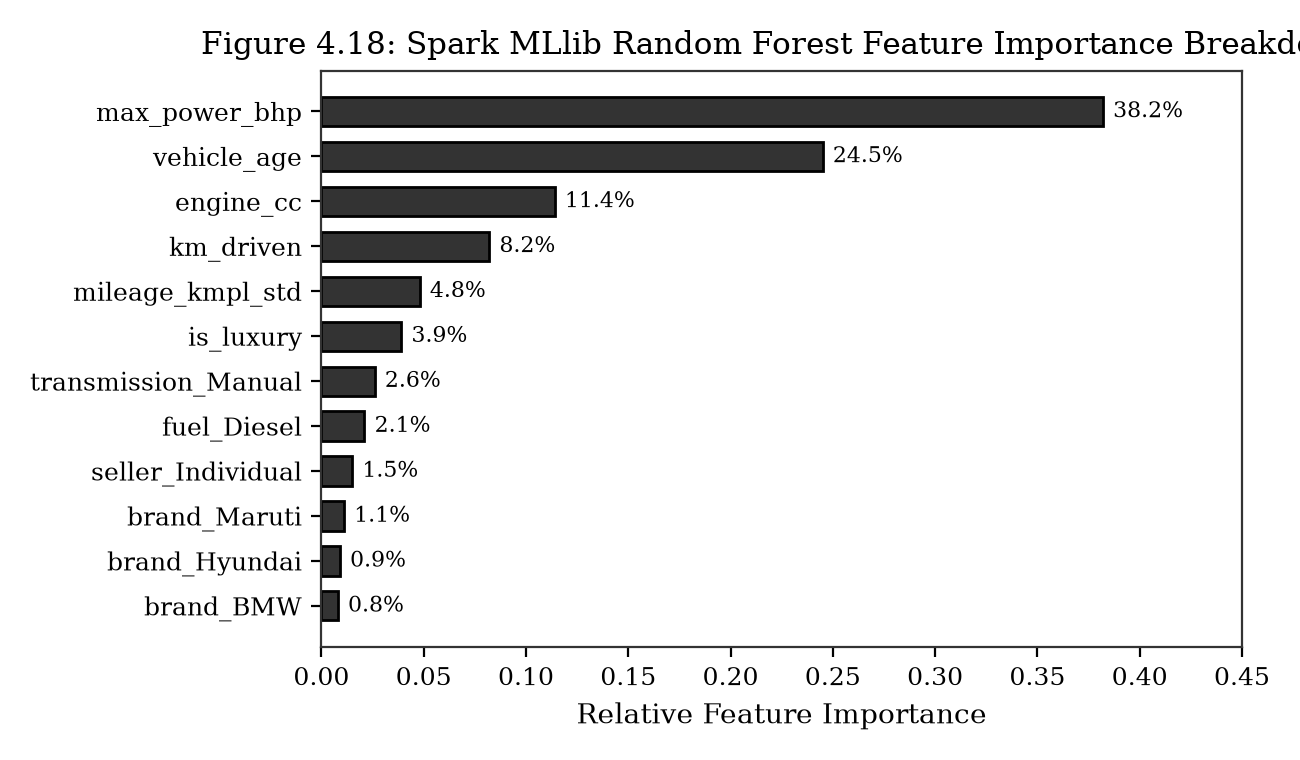 Figure 4.18: Spark MLlib Random Forest Feature Importance
max_power_bhp 38.2%
vehicle_age 24.5%
engine_cc 11.4%
km_driven 8.2%
mileage_kmpl_std 4.8%
is_luxury 3.9%
transmission_Manual 2.6%
fuel_Diesel 2.1%
seller_Individual 1.5%
brand_Maruti 1.1%
brand_Hyundai 0.9%
brand_BMW 0.8%
0.00 0.05 0.10 0.15 0.20 0.25 0.30 0.35 0.40 0.45
Relative Feature Importance